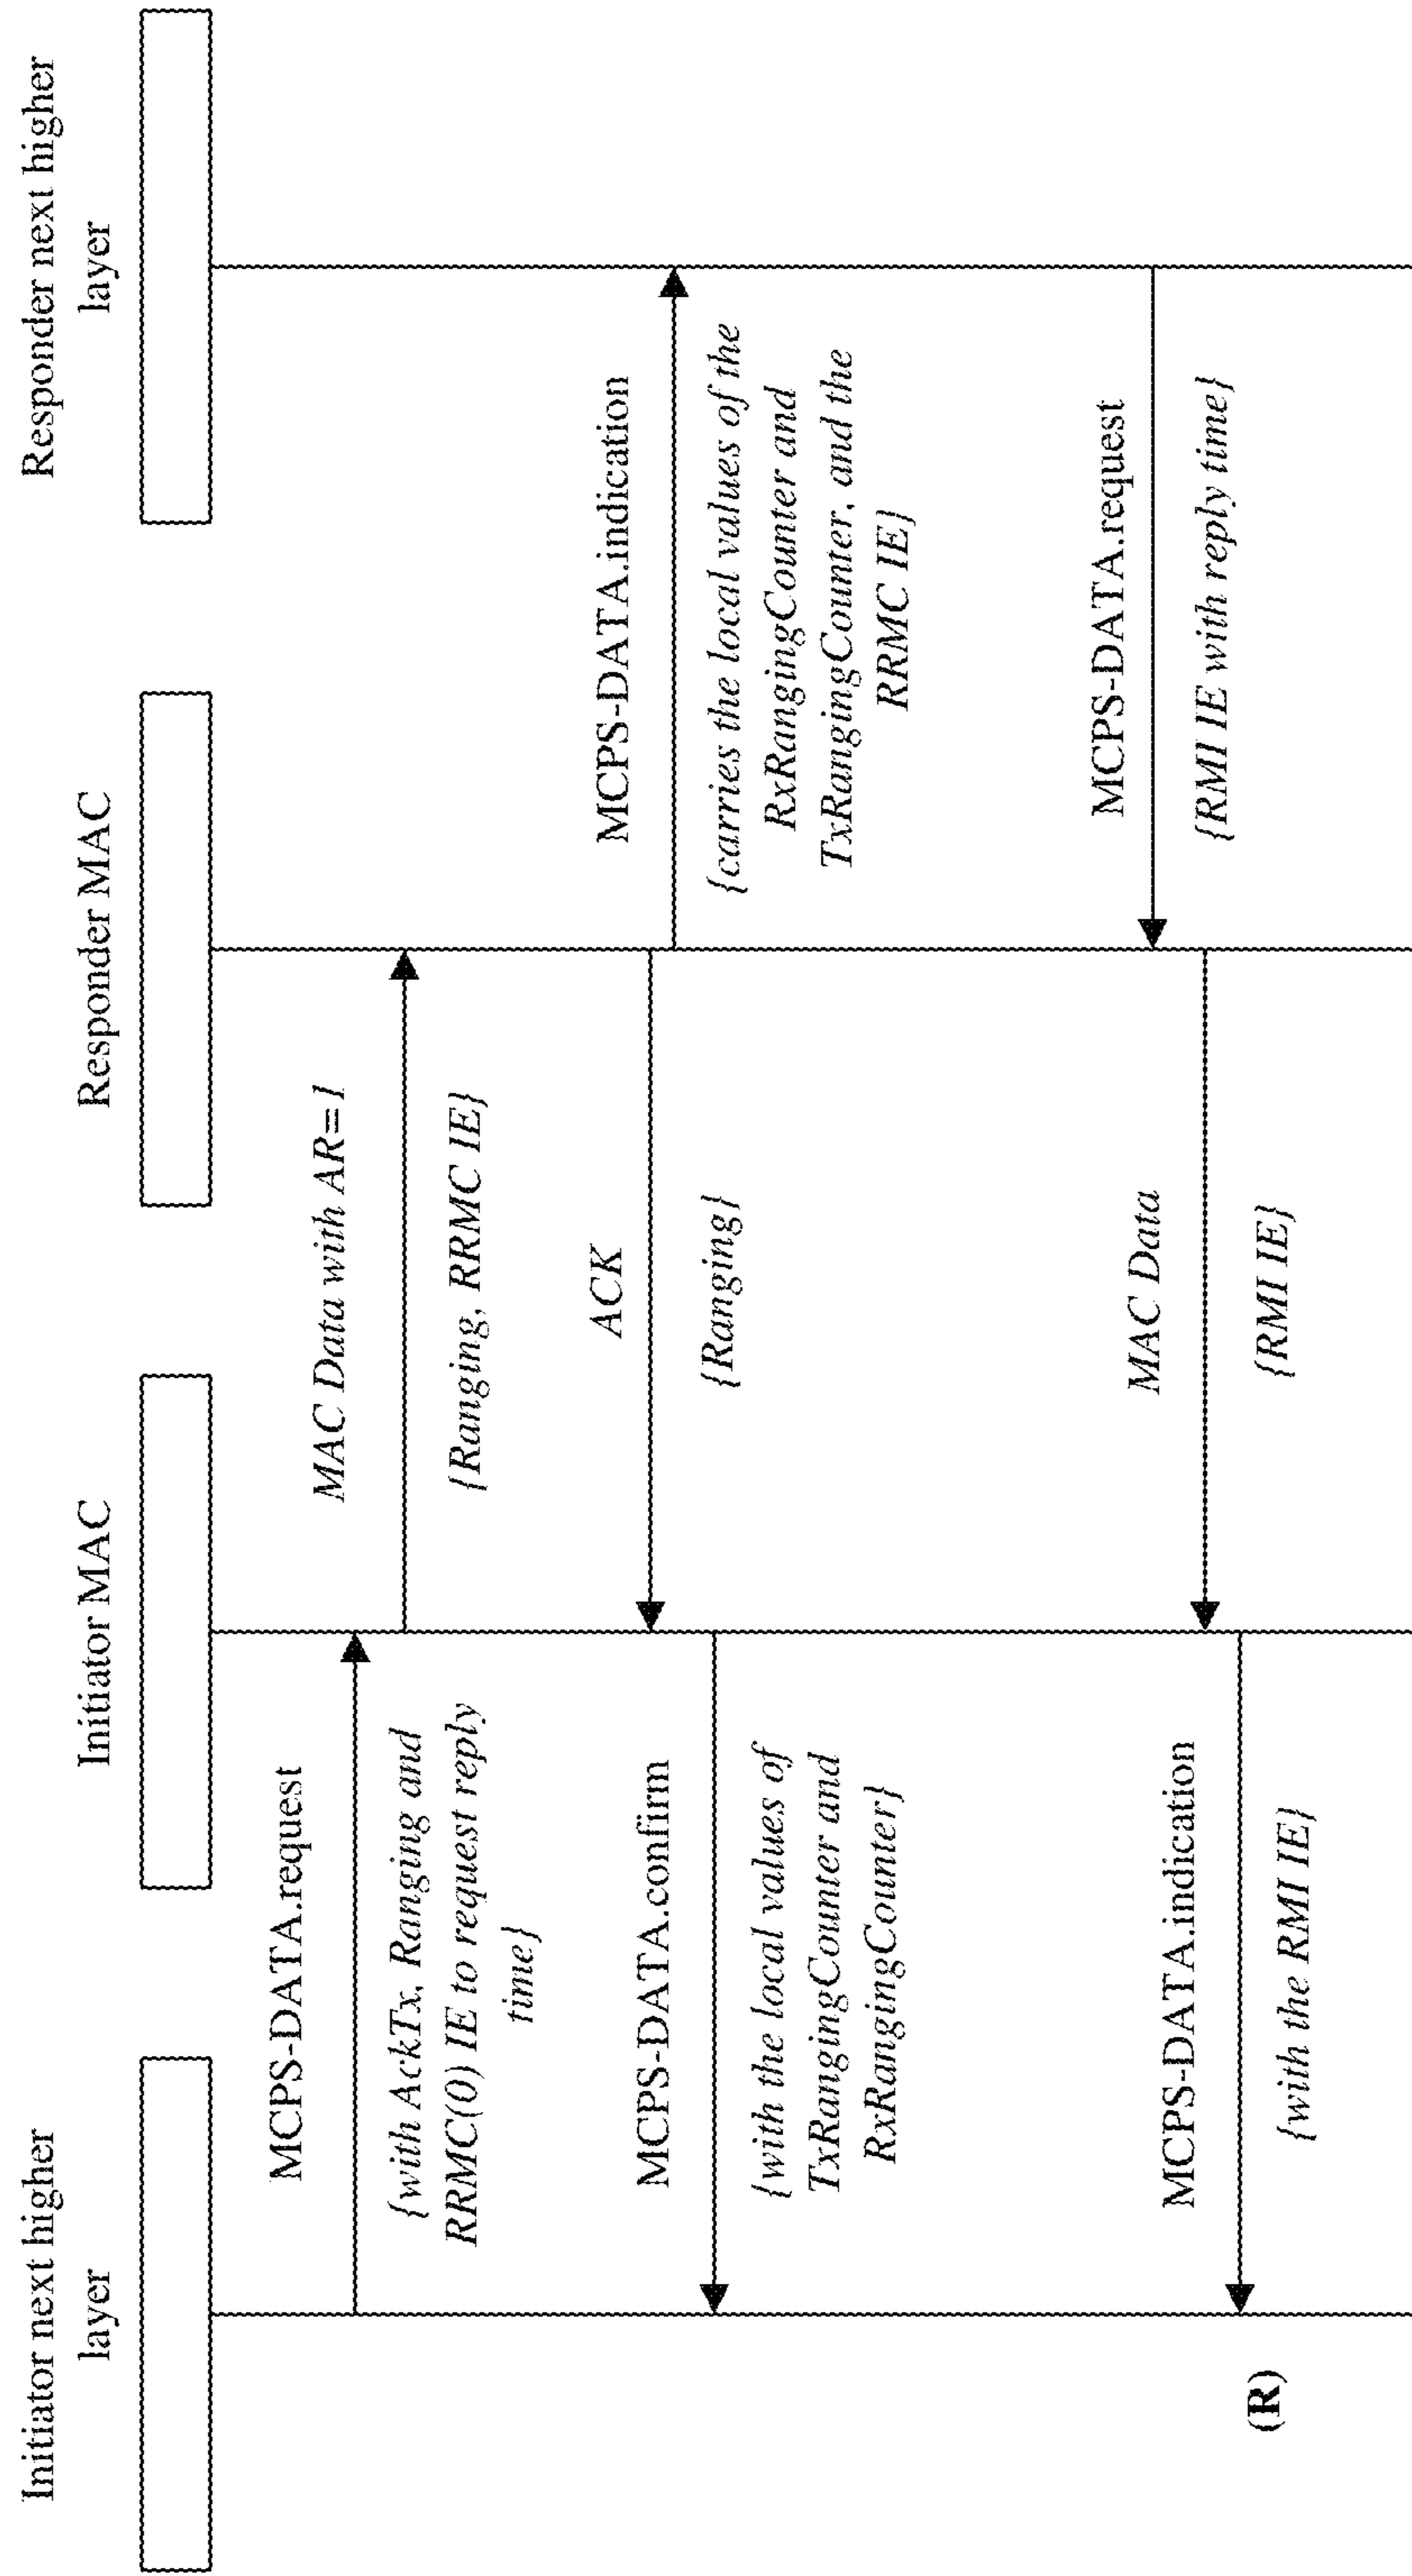 Initiator next higher
layer
Initiator MAC
Responder MAC
Responder next higher
layer
MCPS-DATA.request
{with AckTx, Ranging and
RRMC(0) IE to request reply
time}
MAC Data with AR=1
{Ranging, RRMC IE}
ACK
{Ranging}
MCPS-DATA.indication
{carries the local values of the
RxRangingCounter and
TxRangingCounter, and the
RRMC IE}
MCPS-DATA.confirm
{with the local values of
TxRangingCounter and
RxRangingCounter}
MCPS-DATA.request
{RMI IE with reply time}
MAC Data
{RMI IE}
MCPS-DATA.indication
{with the RMI IE}
(R)